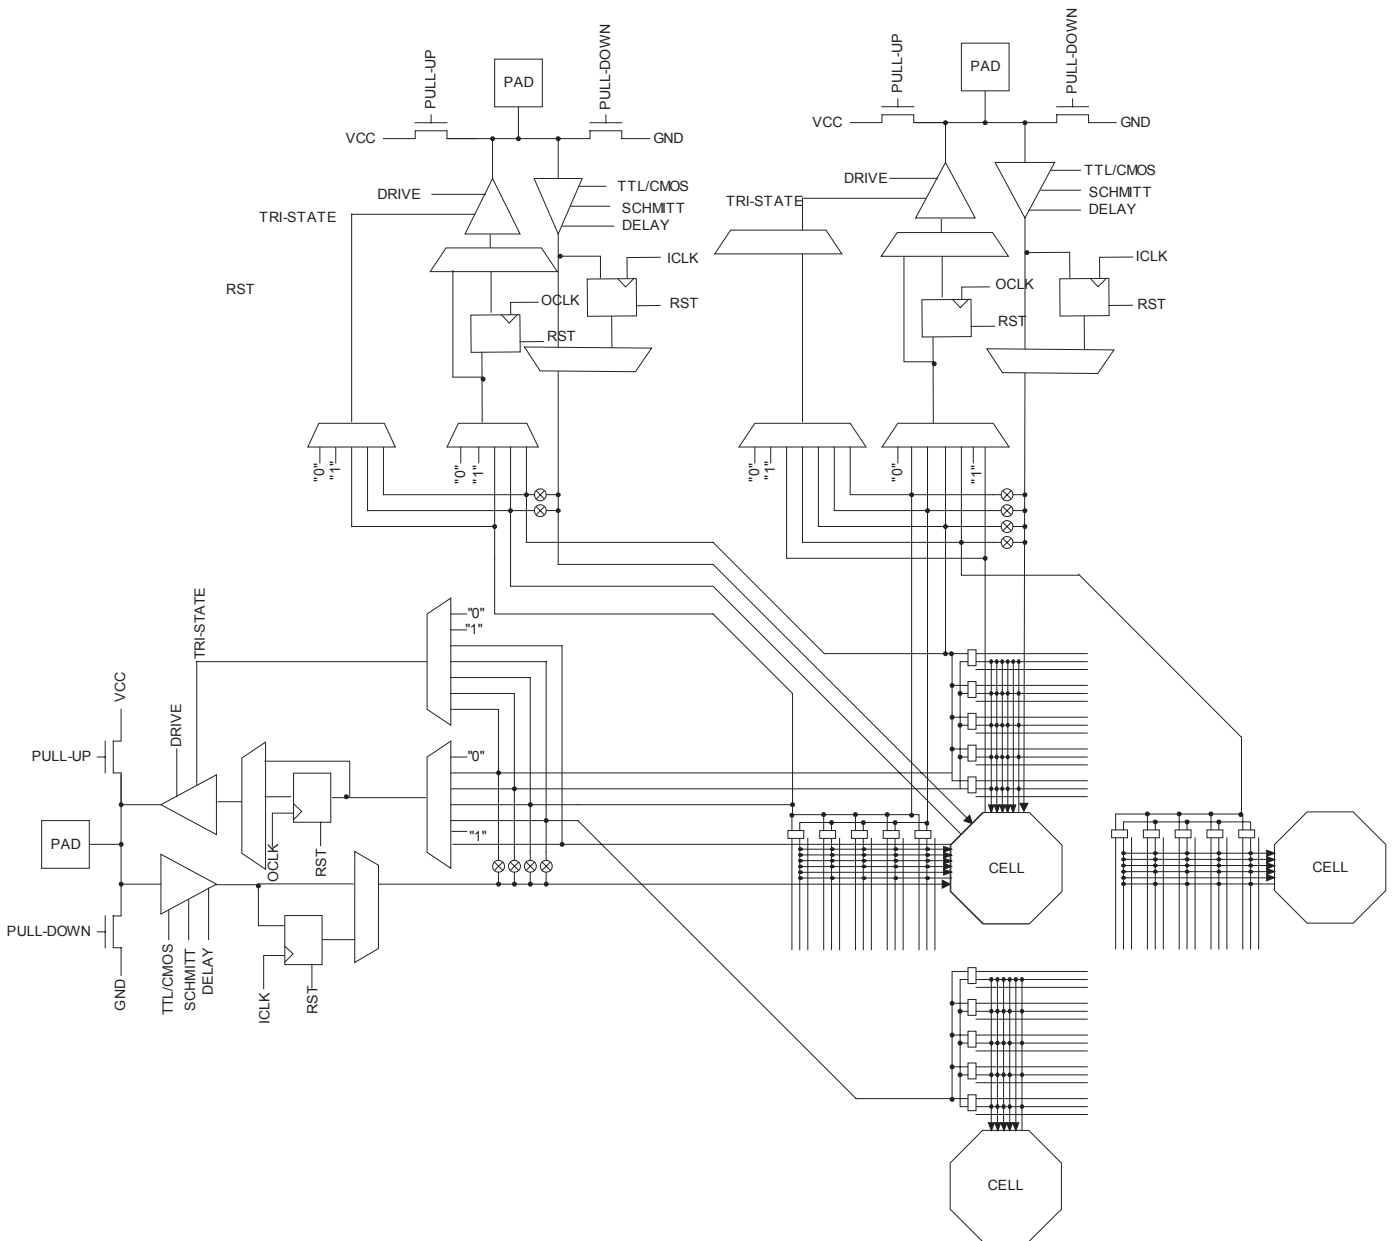 PULL-UP
PAD
PULL-DOWN
VCC
GND
DRIVE
TTL/CMOS
SCHMITT
DELAY
TRI-STATE
ICLK
RST
OCLK
RST
RST
"0"
"1"
"0"
"1"
PULL-UP
PAD
PULL-DOWN
VCC
GND
DRIVE
TTL/CMOS
SCHMITT
DELAY
TRI-STATE
ICLK
OCLK
RST
RST
"0"
"1"
"0"
"1"
TRI-STATE
"0"
"1"
VCC
DRIVE
PULL-UP
"0"
"1"
PAD
OCLK
RST
PULL-DOWN
GND
TTL/CMOS
SCHMITT
DELAY
ICLK
RST
CELL
CELL
CELL